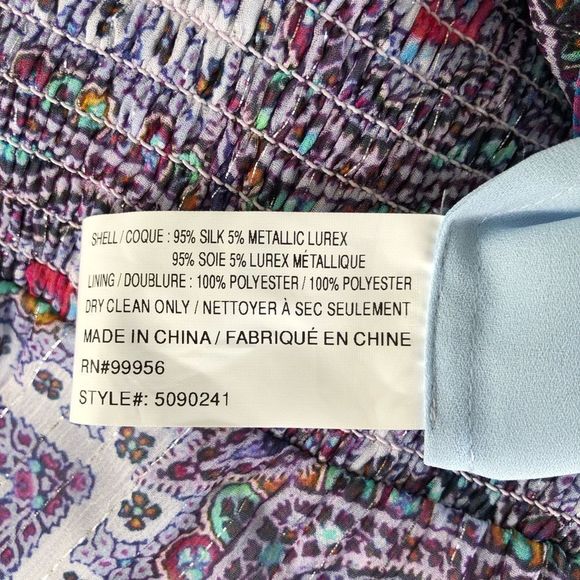 SHELL / COQUE : 95% SILK 5% METALLIC LUREX
95% SOIE 5% LUREX MÉTALLIQUE
LINING / DOUBLURE : 100% POLYESTER / 100% POLYESTER
DRY CLEAN ONLY / NETTOYER À SEC SEULEMENT
MADE IN CHINA / FABRIQUÉ EN CHINE
RN#99956
STYLE#: 5090241